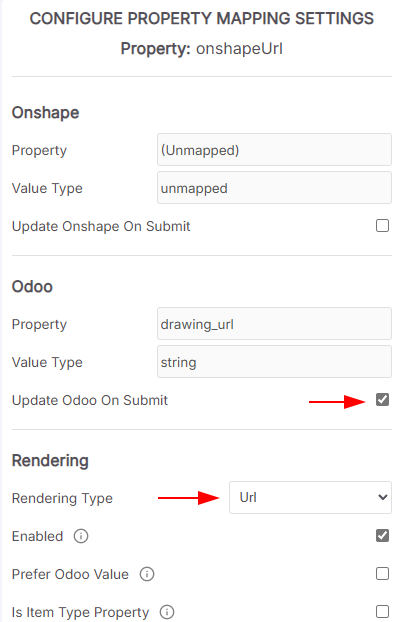 CONFIGURE PROPERTY MAPPING SETTINGS
Property: onshapeUrl
Onshape
Property (Unmapped)
Value Type unmapped
Update Onshape On Submit
Odoo
Property drawing_url
Value Type string
Update Odoo On Submit
Rendering
Rendering Type Url
Enabled
Prefer Odoo Value
Is Item Type Property